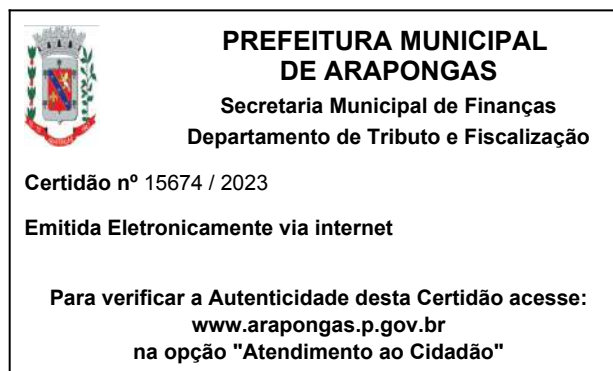 PREFEITURA MUNICIPAL
DE ARAPONGAS
Secretaria Municipal de Finanças
Departamento de Tributo e Fiscalização
Certidão nº 15674 / 2023
Emitida Eletronicamente via internet
Para verificar a Autenticidade desta Certidão acesse:
www.arapongas.p.gov.br
na opção "Atendimento ao Cidadão"